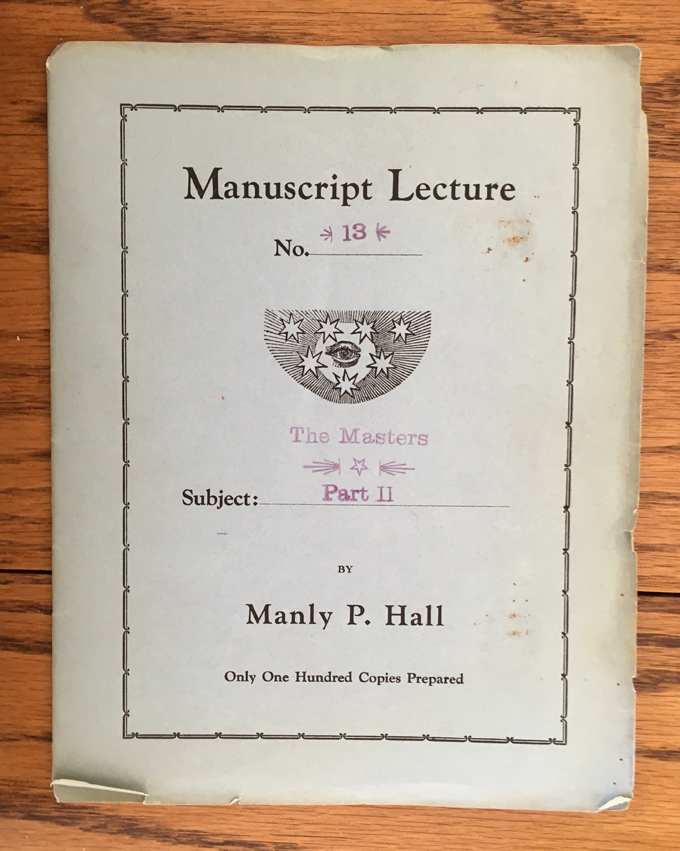 Manuscript Lecture
No. 13
The Masters
Subject: Part II
BY
Manly P. Hall
Only One Hundred Copies Prepared